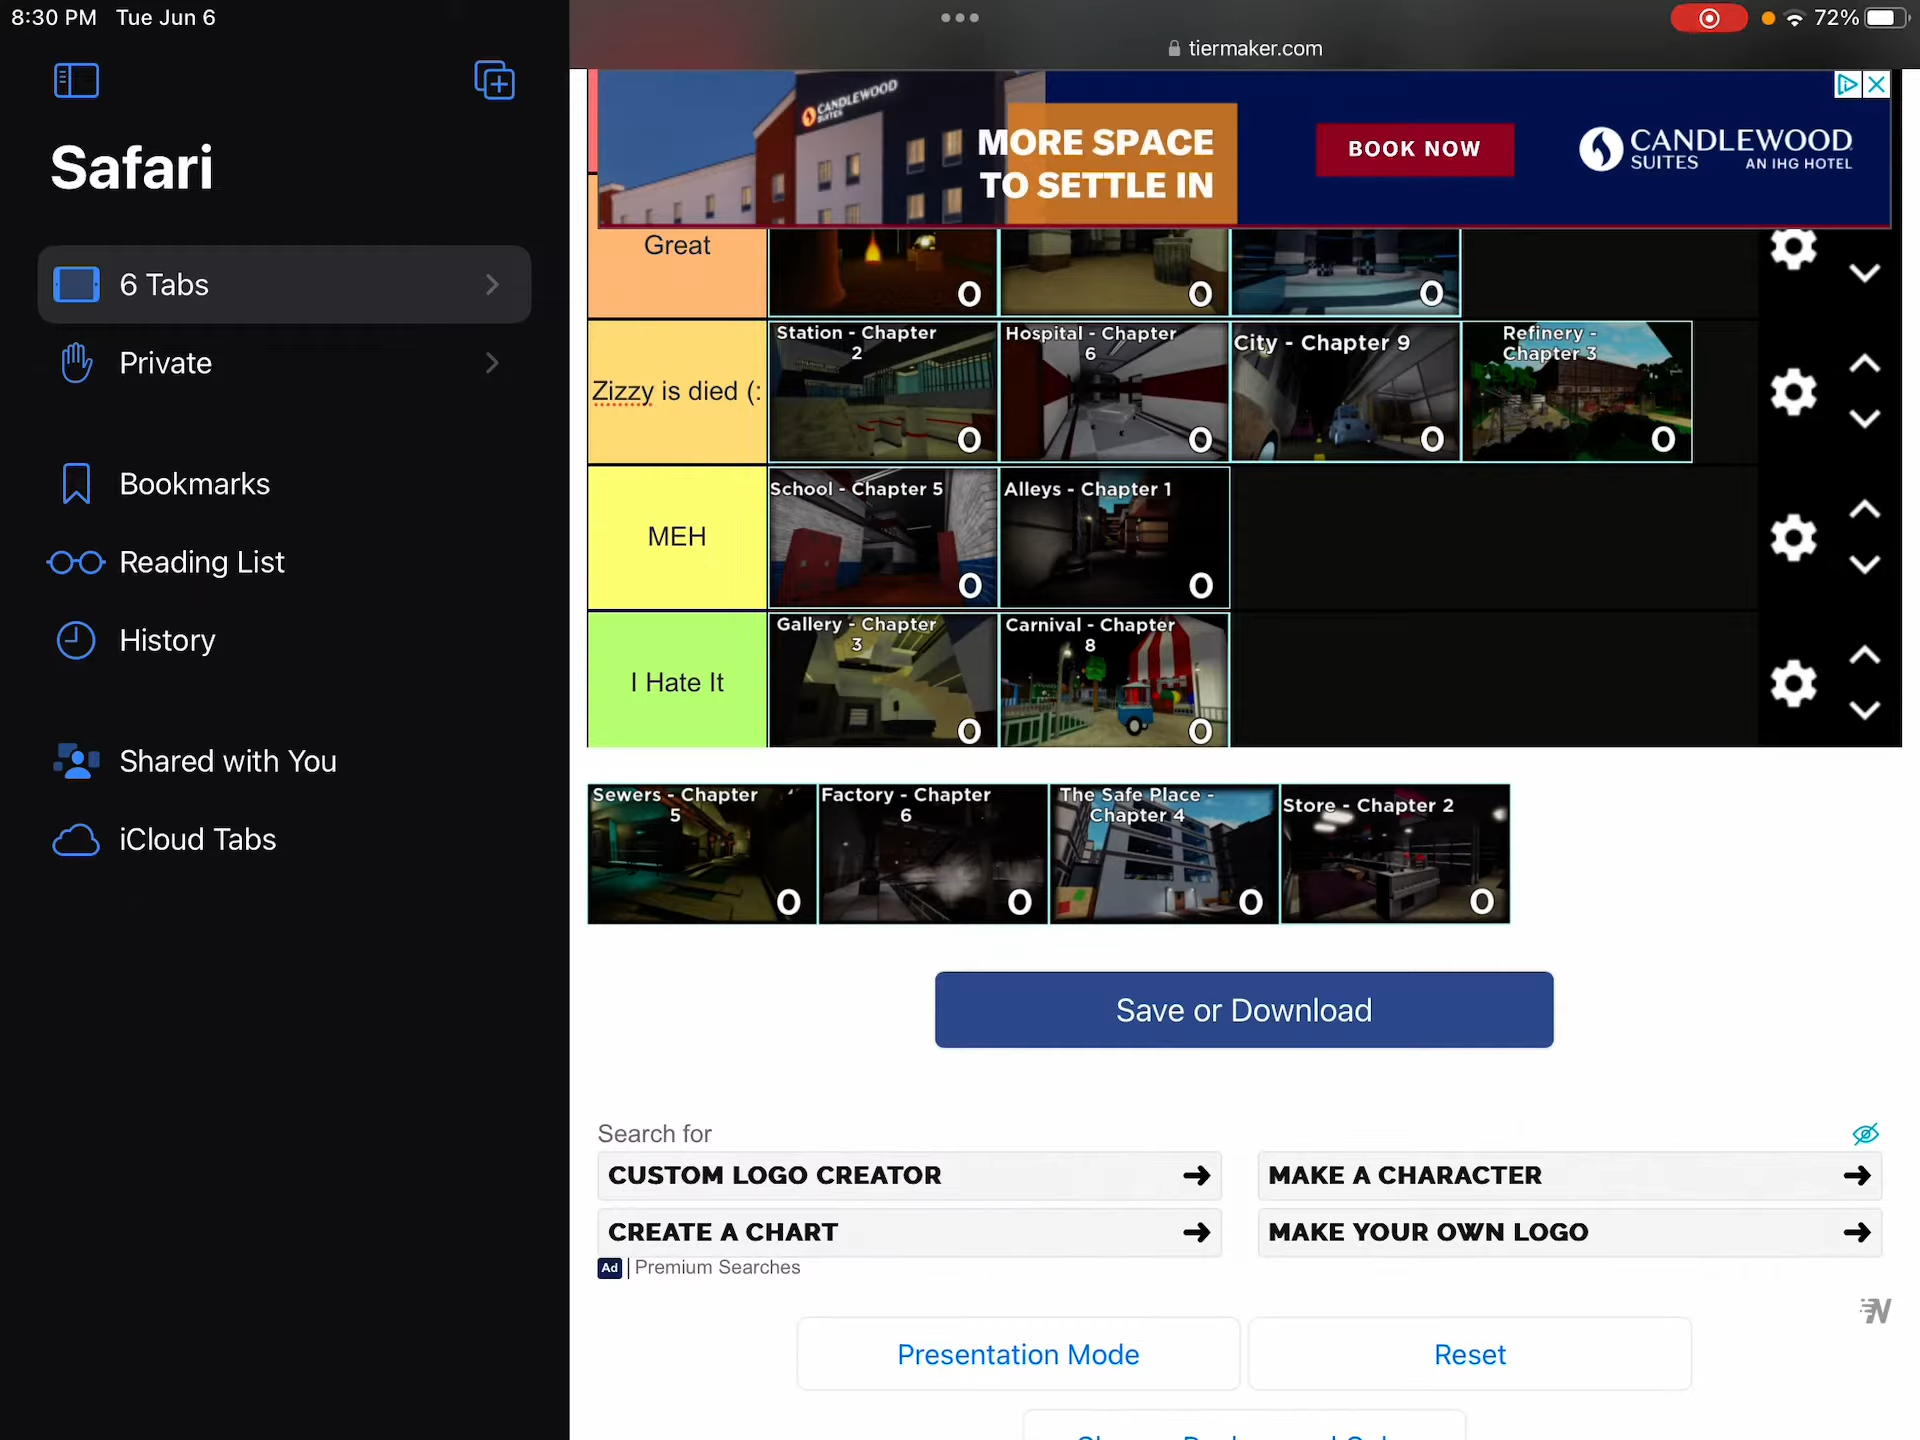 8:30 PM Tue Jun 6
72%
tiermaker.com
Safari
6 Tabs
Private
Bookmarks
Reading List
History
Shared with You
iCloud Tabs
CANDLEWOOD
SUITES
MORE SPACE
TO SETTLE IN
BOOK NOW
CANDLEWOOD
SUITES AN IHG HOTEL
Great
0 0 0
Zizzy is died (:
Station - Chapter
2
0
Hospital - Chapter
6
0
City - Chapter 9
0
Refinery -
Chapter 3
0
MEH
School - Chapter 5
0
Alleys - Chapter 1
0
I Hate It
Gallery - Chapter
3
0
Carnival - Chapter
8
0
Sewers - Chapter
5
0
Factory - Chapter
6
0
The Safe Place -
Chapter 4
0
Store - Chapter 2
0
Save or Download
Search for
CUSTOM LOGO CREATOR
MAKE A CHARACTER
CREATE A CHART
MAKE YOUR OWN LOGO
Ad | Premium Searches
N
Presentation Mode
Reset